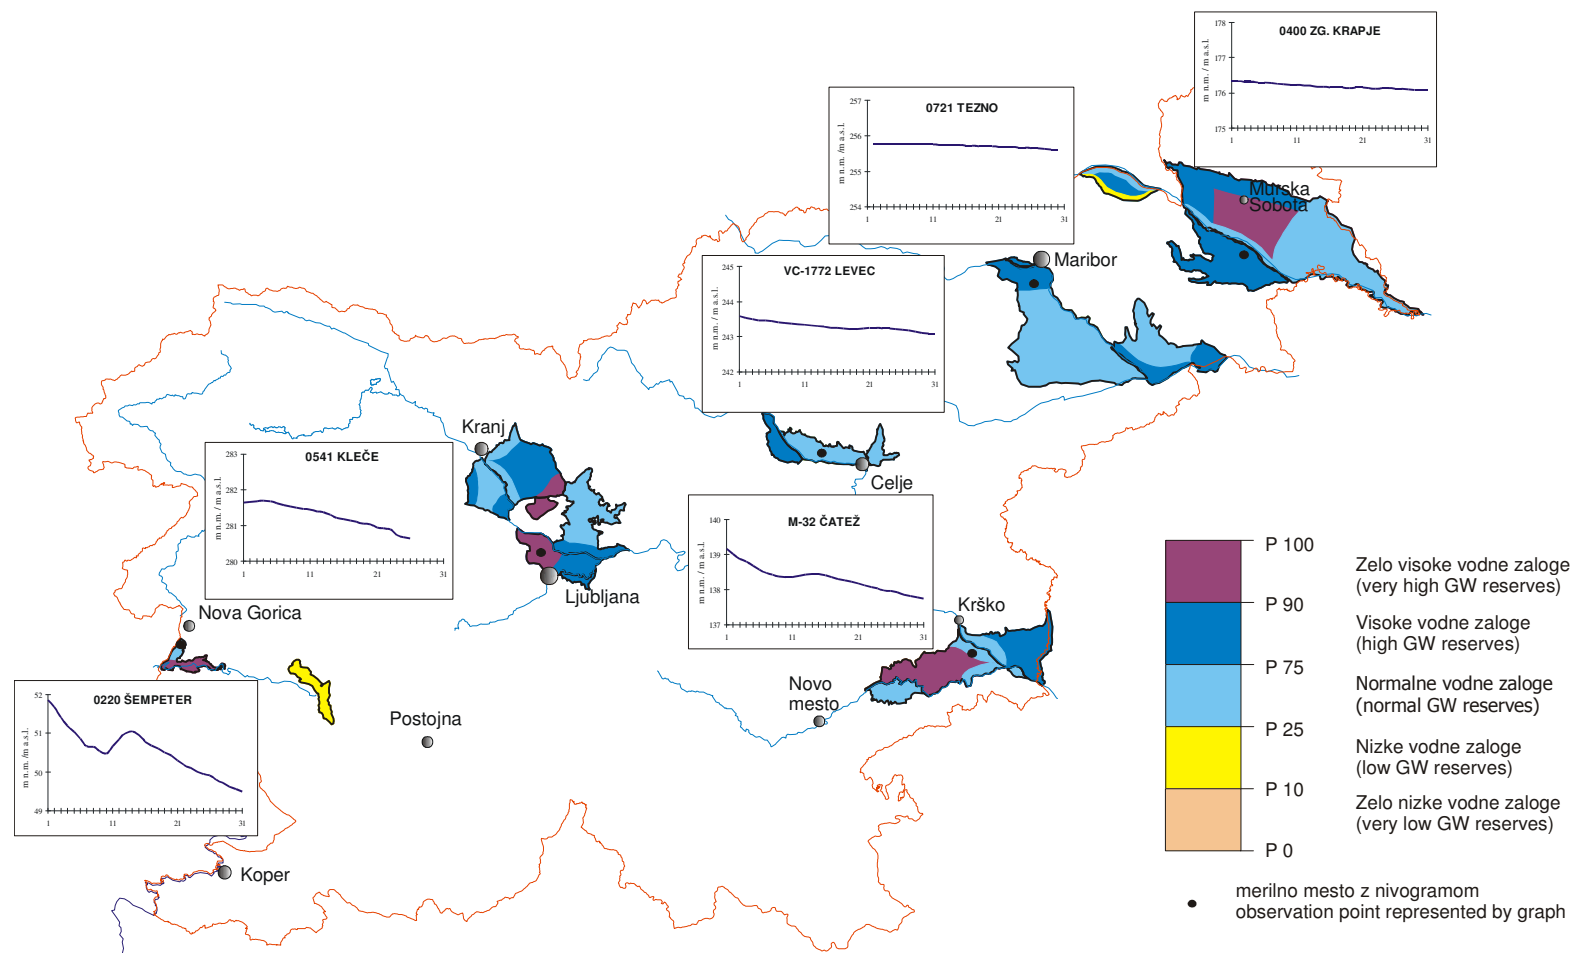 0400 ZG. KRAPJE
m n.m. / m a.s.l.
178
177
176
175
1
11
21
31
0721 TEZNO
m n.m. /m a.s.l.
257
256
255
254
1
11
21
31
Murska
Sobota
Maribor
VC-1772 LEVEC
m n.m. / m a.s.l.
245
244
243
242
1
11
21
31
Kranj
Celje
0541 KLEČE
m n.m. / m a.s.l.
283
282
281
280
1
11
21
31
M-32 ČATEŽ
m n.m. / m a.s.l.
140
139
138
137
1
11
21
31
Ljubljana
Nova Gorica
Krško
Novo
mesto
Postojna
0220 ŠEMPETER
m n.m. /m a.s.l.
52
51
50
49
1
11
21
31
Koper
P 100
Zelo visoke vodne zaloge
(very high GW reserves)
P 90
Visoke vodne zaloge
(high GW reserves)
P 75
Normalne vodne zaloge
(normal GW reserves)
P 25
Nizke vodne zaloge
(low GW reserves)
P 10
Zelo nizke vodne zaloge
(very low GW reserves)
P 0
merilno mesto z nivogramom
observation point represented by graph